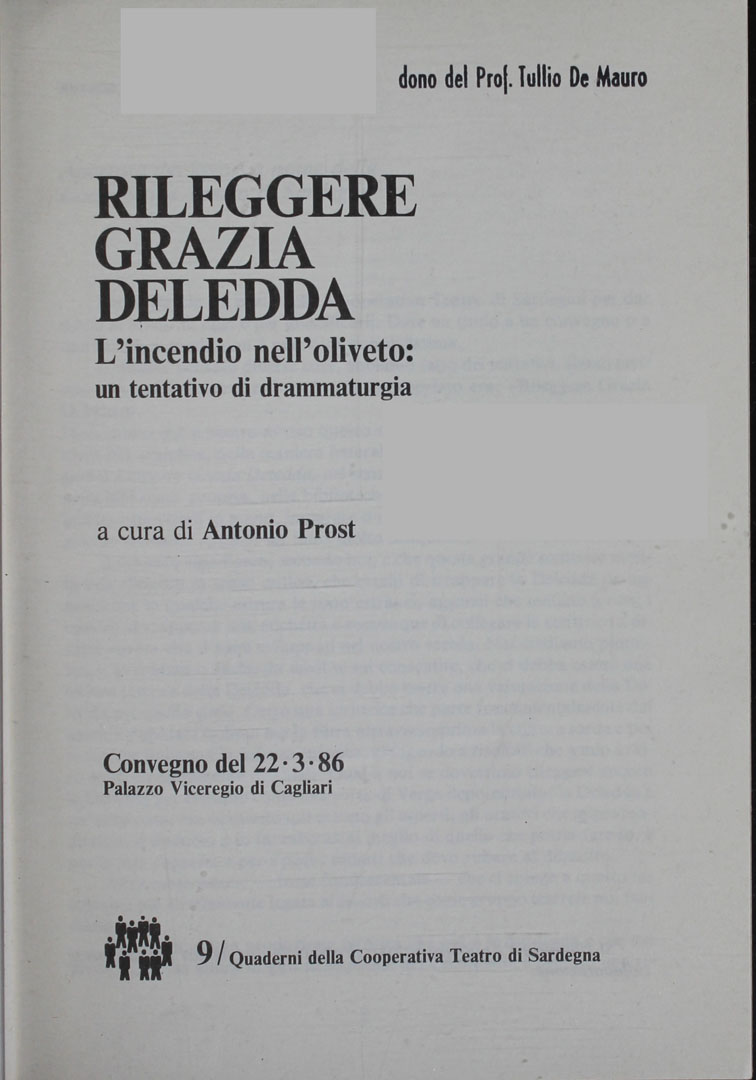 dono del Prof. Tullio De Mauro
RILEGGERE
GRAZIA
DELEDDA
L'incendio nell'oliveto:
un tentativo di drammaturgia
a cura di Antonio Prost
Convegno del 22·3·86
Palazzo Viceregio di Cagliari
9/Quaderni della Cooperativa Teatro di Sardegna